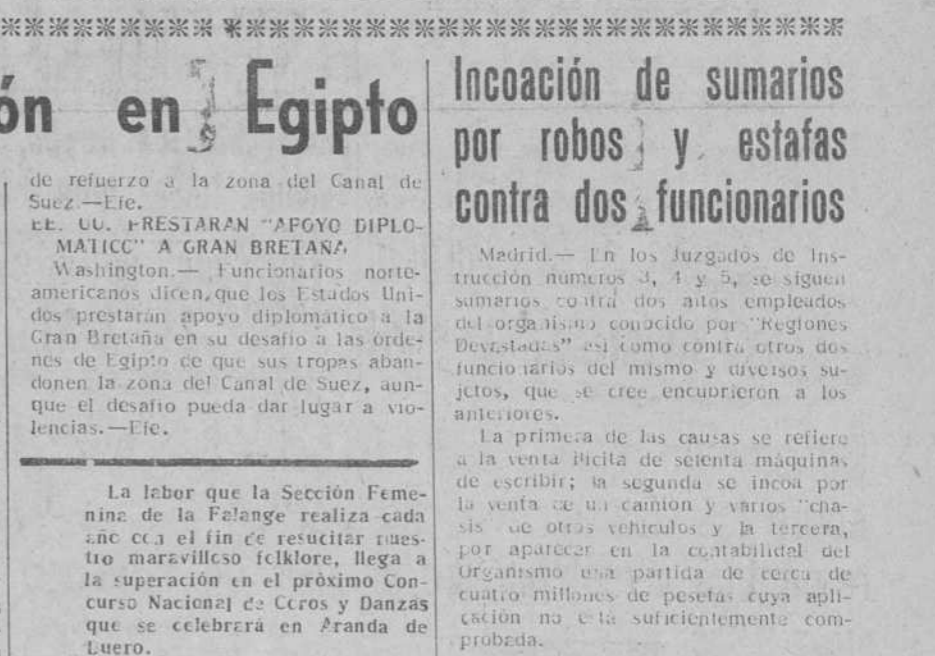 ón en Egipto
de refuerzo a la zona del Canal de
Suez.—Efe.
EE. UU. PRESTARAN "APOYO DIPLO-
MATICO" A GRAN BRETAÑA
Washington.— Funcionarios norte-
americanos dicen, que los Estados Uni-
dos prestarán apoyo diplomático a la
Gran Bretaña en su desafío a las órde-
nes de Egipto de que sus tropas aban-
donen la zona del Canal de Suez, aun-
que el desafío pueda dar lugar a vio-
lencias.—Efe.
La labor que la Sección Feme-
nina de la Falange realiza cada
año con el fin de resucitar nues-
tro maravilloso folklore, llega a
la superación en el próximo Con-
curso Nacional de Coros y Danzas
que se celebrará en Aranda de
Duero.
Incoación de sumarios
por robos y estafas
contra dos funcionarios
Madrid.— En los Juzgados de Ins-
trucción números 3, 4 y 5, se siguen
sumarios contra dos altos empleados
del organismo conocido por "Regiones
Devastadas" así como contra otros dos
funcionarios del mismo y diversos su-
jetos, que se cree encubrieron a los
anteriores.
La primera de las causas se refiere
a la venta ilícita de setenta máquinas
de escribir; la segunda se incoa por
la venta de un camión y varios "cha-
sis" de otros vehículos y la tercera,
por aparecer en la contabilidad del
Organismo una partida de cerca de
cuatro millones de pesetas cuya apli-
cación no está suficientemente com-
probada.